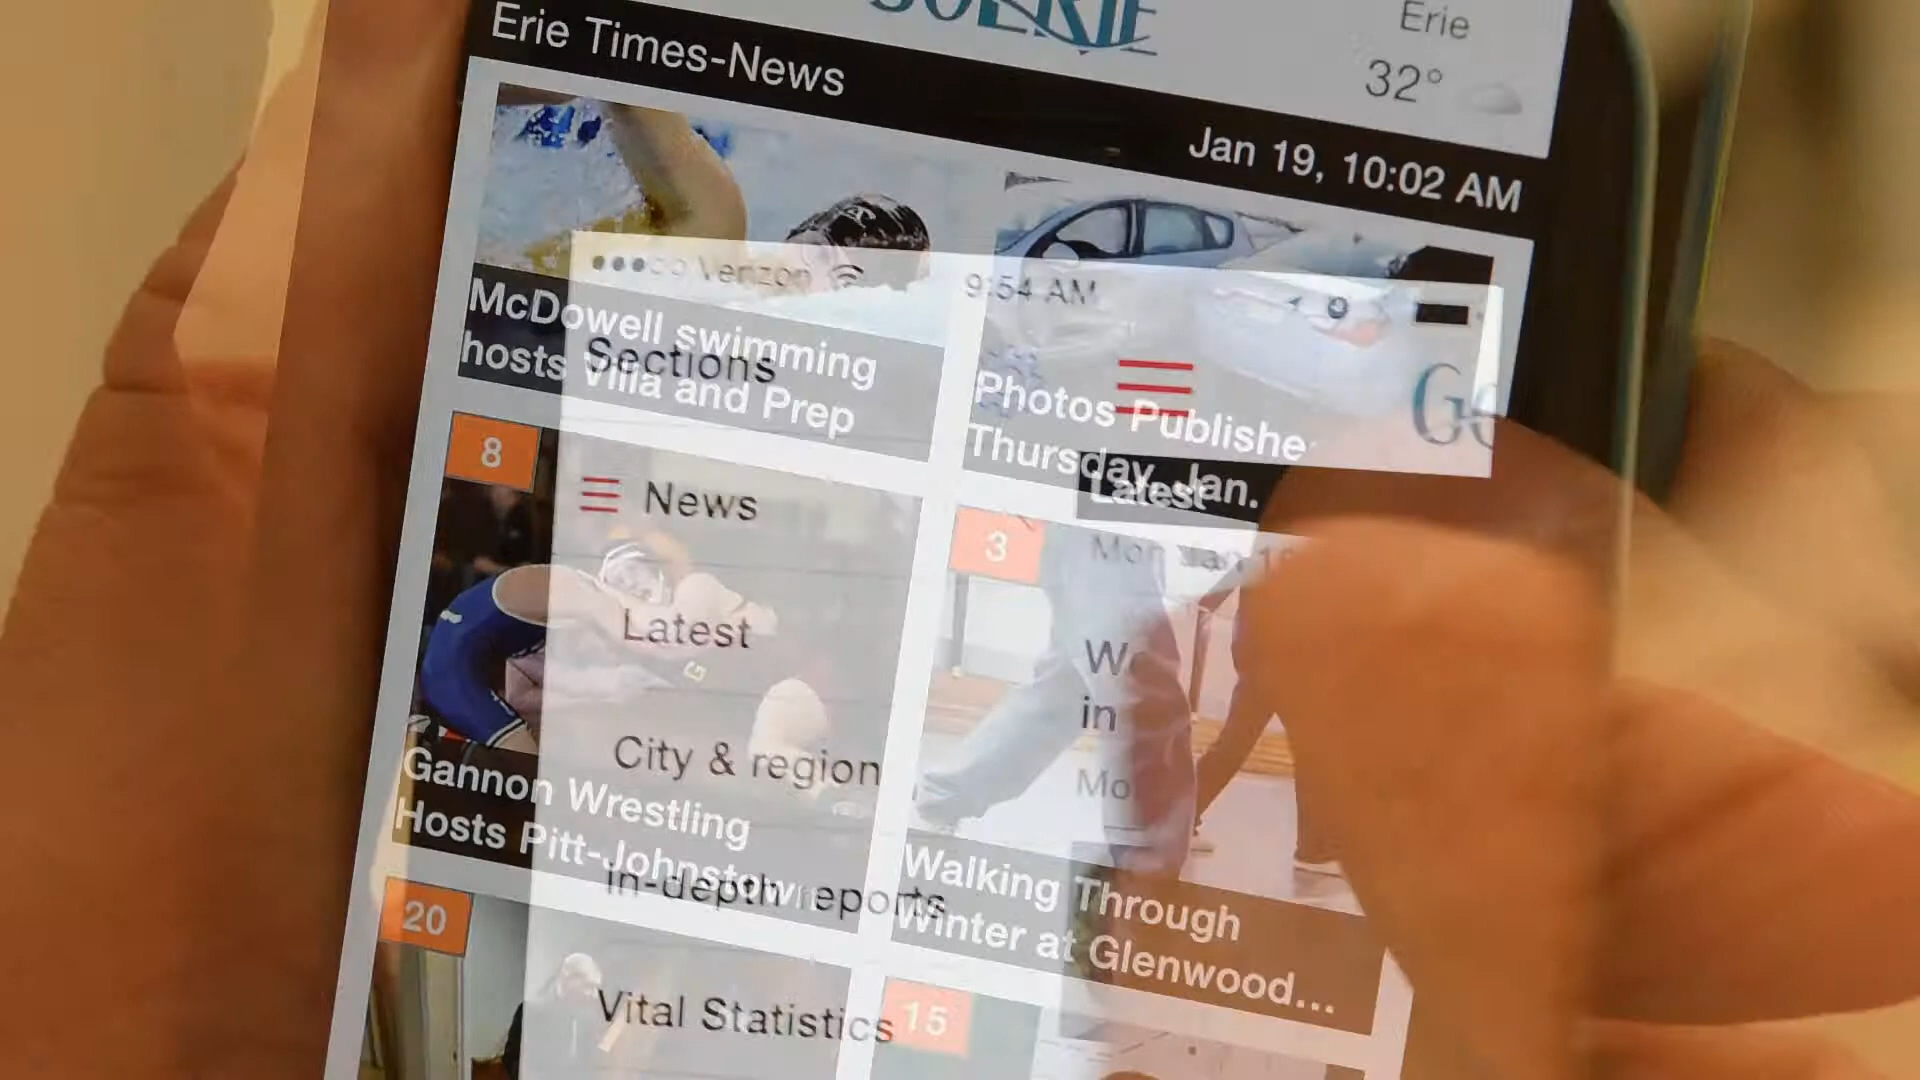 Erie
32°
Erie Times-News
Jan 19, 10:02 AM
McDowell swimming
hosts Villa and Prep
Photos Publishe
Thursday, Jan.
8
3
Gannon Wrestling
Hosts Pitt-Johnstown
Walking Through
Winter at Glenwood...
20
15
Verizon
9:54 AM
Sections
News
Latest
City & region
In-depth reports
Vital Statistics
Latest
in